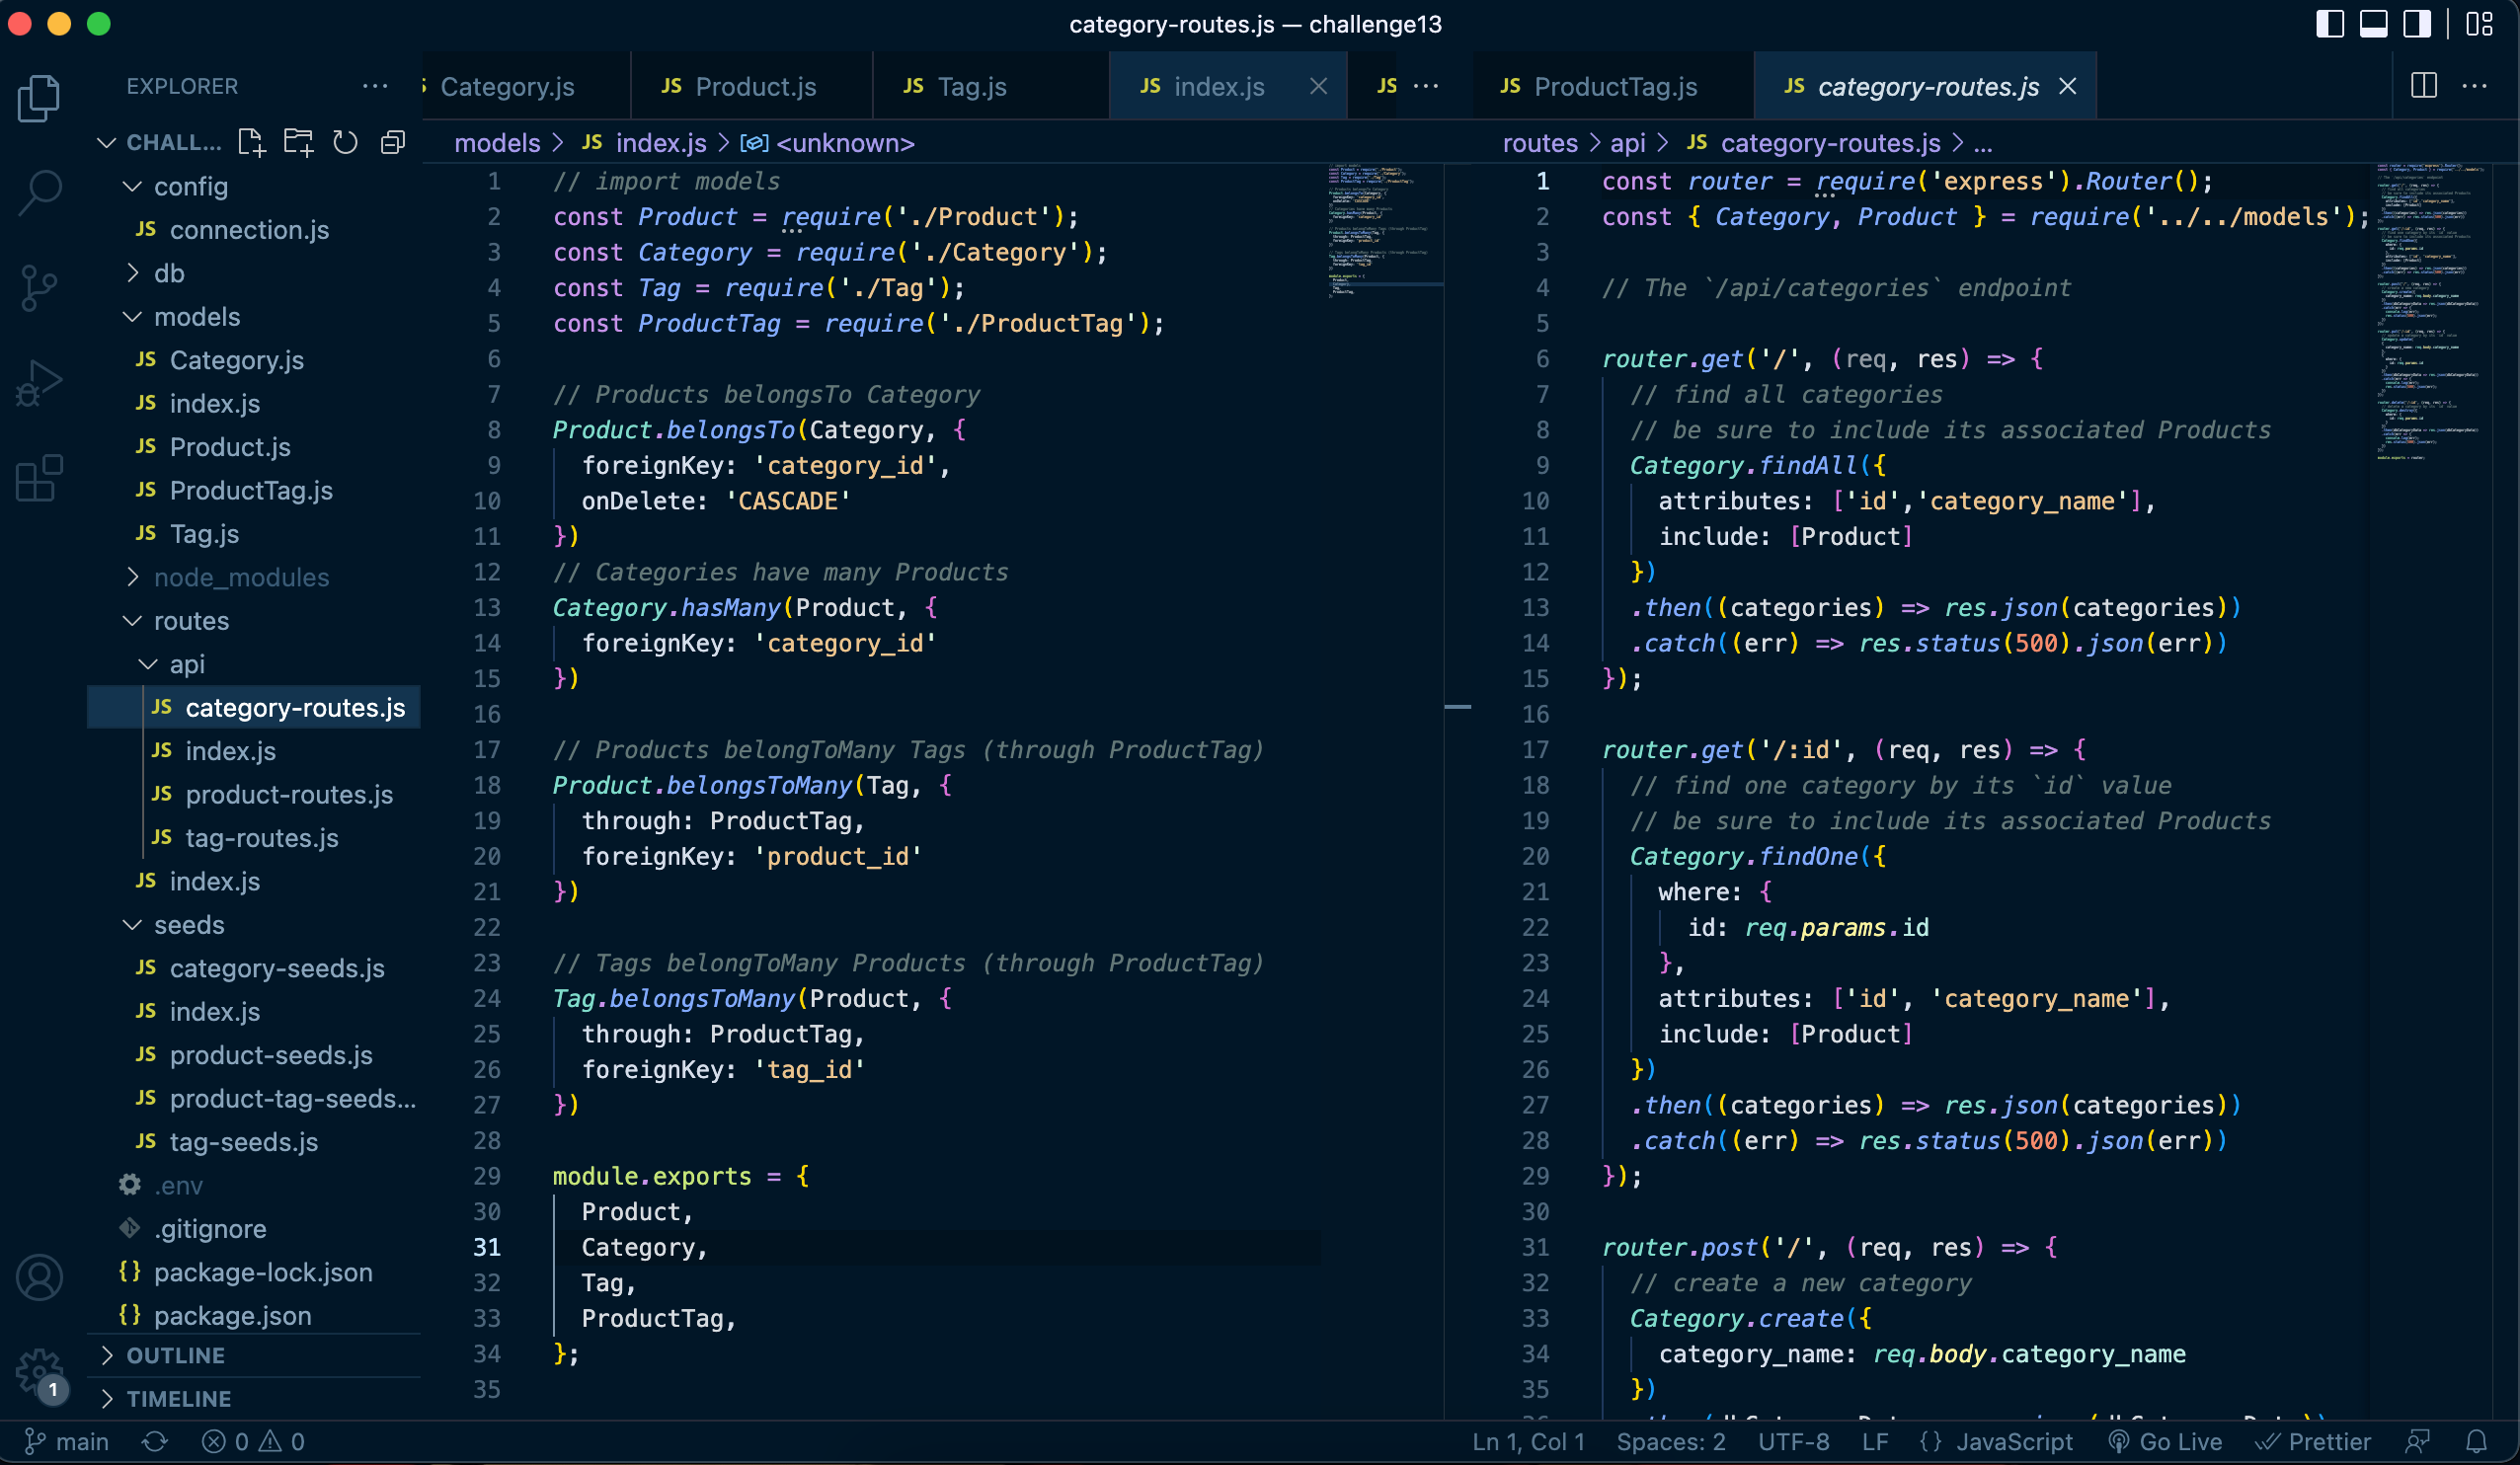 category-routes.js — challenge13
EXPLORER
CHALL...
config
JS connection.js
db
models
JS Category.js
JS index.js
JS Product.js
JS ProductTag.js
JS Tag.js
node_modules
routes
api
JS category-routes.js
JS index.js
JS product-routes.js
JS tag-routes.js
JS index.js
seeds
JS category-seeds.js
JS index.js
JS product-seeds.js
JS product-tag-seeds...
JS tag-seeds.js
.env
.gitignore
{} package-lock.json
{} package.json
OUTLINE
TIMELINE
1
Category.js JS Product.js JS Tag.js JS index.js JS ...
models > JS index.js > <unknown>
1 // import models
2 const Product = require('./Product');
3 const Category = require('./Category');
4 const Tag = require('./Tag');
5 const ProductTag = require('./ProductTag');
6
7 // Products belongsTo Category
8 Product.belongsTo(Category, {
9 foreignKey: 'category_id',
10 onDelete: 'CASCADE'
11 })
12 // Categories have many Products
13 Category.hasMany(Product, {
14 foreignKey: 'category_id'
15 })
16
17 // Products belongToMany Tags (through ProductTag)
18 Product.belongsToMany(Tag, {
19 through: ProductTag,
20 foreignKey: 'product_id'
21 })
22
23 // Tags belongToMany Products (through ProductTag)
24 Tag.belongsToMany(Product, {
25 through: ProductTag,
26 foreignKey: 'tag_id'
27 })
28
29 module.exports = {
30 Product,
31 Category,
32 Tag,
33 ProductTag,
34 };
35
JS ProductTag.js JS category-routes.js ...
routes > api > JS category-routes.js > ...
1 const router = require('express').Router();
2 const { Category, Product } = require('../../models');
3
4 // The `/api/categories` endpoint
5
6 router.get('/', (req, res) => {
7 // find all categories
8 // be sure to include its associated Products
9 Category.findAll({
10 attributes: ['id','category_name'],
11 include: [Product]
12 })
13 .then((categories) => res.json(categories))
14 .catch((err) => res.status(500).json(err))
15 });
16
17 router.get('/:id', (req, res) => {
18 // find one category by its `id` value
19 // be sure to include its associated Products
20 Category.findOne({
21 where: {
22 id: req.params.id
23 },
24 attributes: ['id', 'category_name'],
25 include: [Product]
26 })
27 .then((categories) => res.json(categories))
28 .catch((err) => res.status(500).json(err))
29 });
30
31 router.post('/', (req, res) => {
32 // create a new category
33 Category.create({
34 category_name: req.body.category_name
35 })
main 0 0 Ln 1, Col 1 Spaces: 2 UTF-8 LF {} JavaScript Go Live Prettier